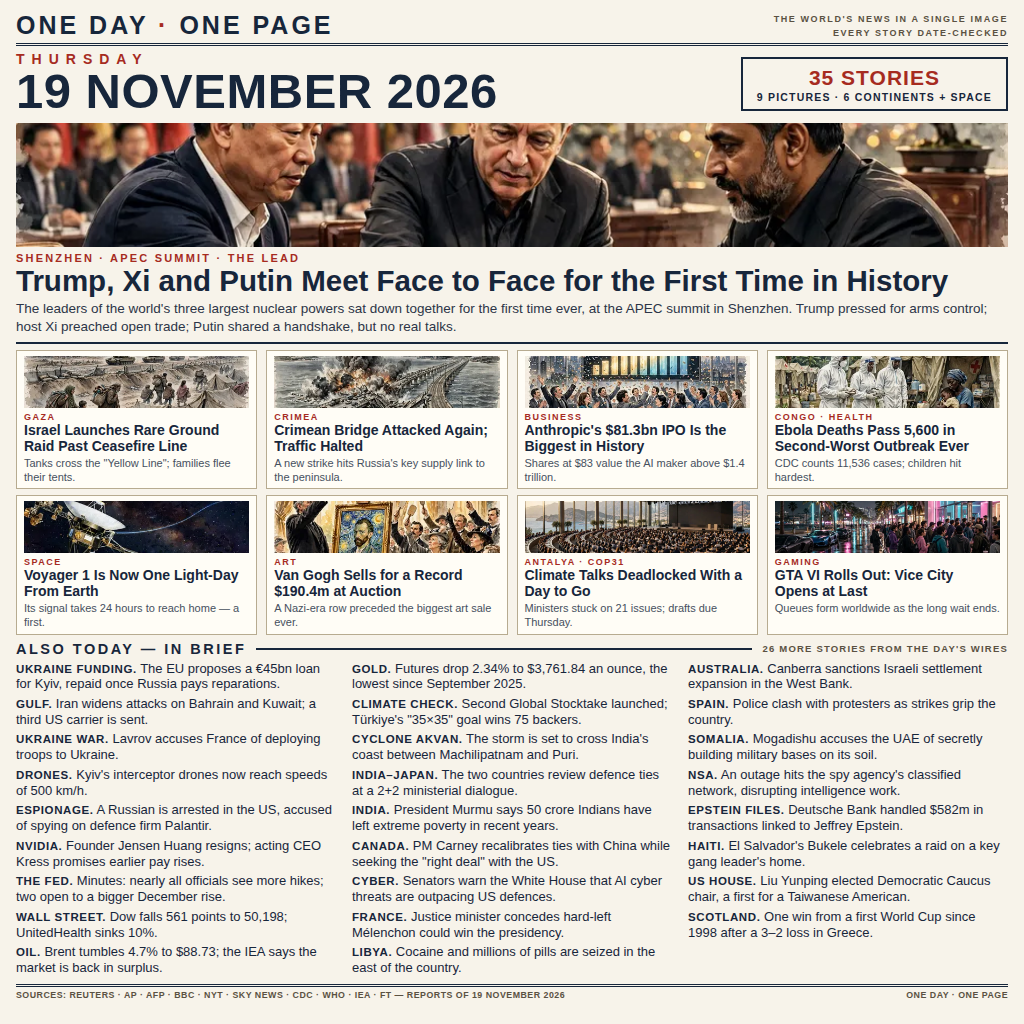 ONE DAY · ONE PAGE
THE WORLD'S NEWS IN A SINGLE IMAGE
EVERY STORY DATE-CHECKED
THURSDAY
19 NOVEMBER 2026
35 STORIES
9 PICTURES · 6 CONTINENTS + SPACE
SHENZHEN · APEC SUMMIT · THE LEAD
Trump, Xi and Putin Meet Face to Face for the First Time in History
The leaders of the world's three largest nuclear powers sat down together for the first time ever, at the APEC summit in Shenzhen. Trump pressed for arms control;
host Xi preached open trade; Putin shared a handshake, but no real talks.
GAZA
Israel Launches Rare Ground
Raid Past Ceasefire Line
Tanks cross the "Yellow Line"; families flee
their tents.
CRIMEA
Crimean Bridge Attacked Again;
Traffic Halted
A new strike hits Russia's key supply link to
the peninsula.
BUSINESS
Anthropic's $81.3bn IPO Is the
Biggest in History
Shares at $83 value the AI maker above $1.4
trillion.
CONGO · HEALTH
Ebola Deaths Pass 5,600 in
Second-Worst Outbreak Ever
CDC counts 11,536 cases; children hit
hardest.
SPACE
Voyager 1 Is Now One Light-Day
From Earth
Its signal takes 24 hours to reach home — a
first.
ART
Van Gogh Sells for a Record
$190.4m at Auction
A Nazi-era row preceded the biggest art sale
ever.
ANTALYA · COP31
Climate Talks Deadlocked With a
Day to Go
Ministers stuck on 21 issues; drafts due
Thursday.
GAMING
GTA VI Rolls Out: Vice City
Opens at Last
Queues form worldwide as the long wait ends.
ALSO TODAY — IN BRIEF
26 MORE STORIES FROM THE DAY'S WIRES
UKRAINE FUNDING. The EU proposes a €45bn loan
for Kyiv, repaid once Russia pays reparations.
GULF. Iran widens attacks on Bahrain and Kuwait; a
third US carrier is sent.
UKRAINE WAR. Lavrov accuses France of deploying
troops to Ukraine.
DRONES. Kyiv's interceptor drones now reach speeds
of 500 km/h.
ESPIONAGE. A Russian is arrested in the US, accused
of spying on defence firm Palantir.
NVIDIA. Founder Jensen Huang resigns; acting CEO
Kress promises earlier pay rises.
THE FED. Minutes: nearly all officials see more hikes;
two open to a bigger December rise.
WALL STREET. Dow falls 561 points to 50,198;
UnitedHealth sinks 10%.
OIL. Brent tumbles 4.7% to $88.73; the IEA says the
market is back in surplus.
GOLD. Futures drop 2.34% to $3,761.84 an ounce, the
lowest since September 2025.
CLIMATE CHECK. Second Global Stocktake launched;
Türkiye's "35×35" goal wins 75 backers.
CYCLONE AKVAN. The storm is set to cross India's
coast between Machilipatnam and Puri.
INDIA–JAPAN. The two countries review defence ties
at a 2+2 ministerial dialogue.
INDIA. President Murmu says 50 crore Indians have
left extreme poverty in recent years.
CANADA. PM Carney recalibrates ties with China while
seeking the "right deal" with the US.
CYBER. Senators warn the White House that AI cyber
threats are outpacing US defences.
FRANCE. Justice minister concedes hard-left
Mélenchon could win the presidency.
LIBYA. Cocaine and millions of pills are seized in the
east of the country.
AUSTRALIA. Canberra sanctions Israeli settlement
expansion in the West Bank.
SPAIN. Police clash with protesters as strikes grip the
country.
SOMALIA. Mogadishu accuses the UAE of secretly
building military bases on its soil.
NSA. An outage hits the spy agency's classified
network, disrupting intelligence work.
EPSTEIN FILES. Deutsche Bank handled $582m in
transactions linked to Jeffrey Epstein.
HAITI. El Salvador's Bukele celebrates a raid on a key
gang leader's home.
US HOUSE. Liu Yunping elected Democratic Caucus
chair, a first for a Taiwanese American.
SCOTLAND. One win from a first World Cup since
1998 after a 3–2 loss in Greece.
SOURCES: REUTERS · AP · AFP · BBC · NYT · SKY NEWS · CDC · WHO · IEA · FT — REPORTS OF 19 NOVEMBER 2026
ONE DAY · ONE PAGE